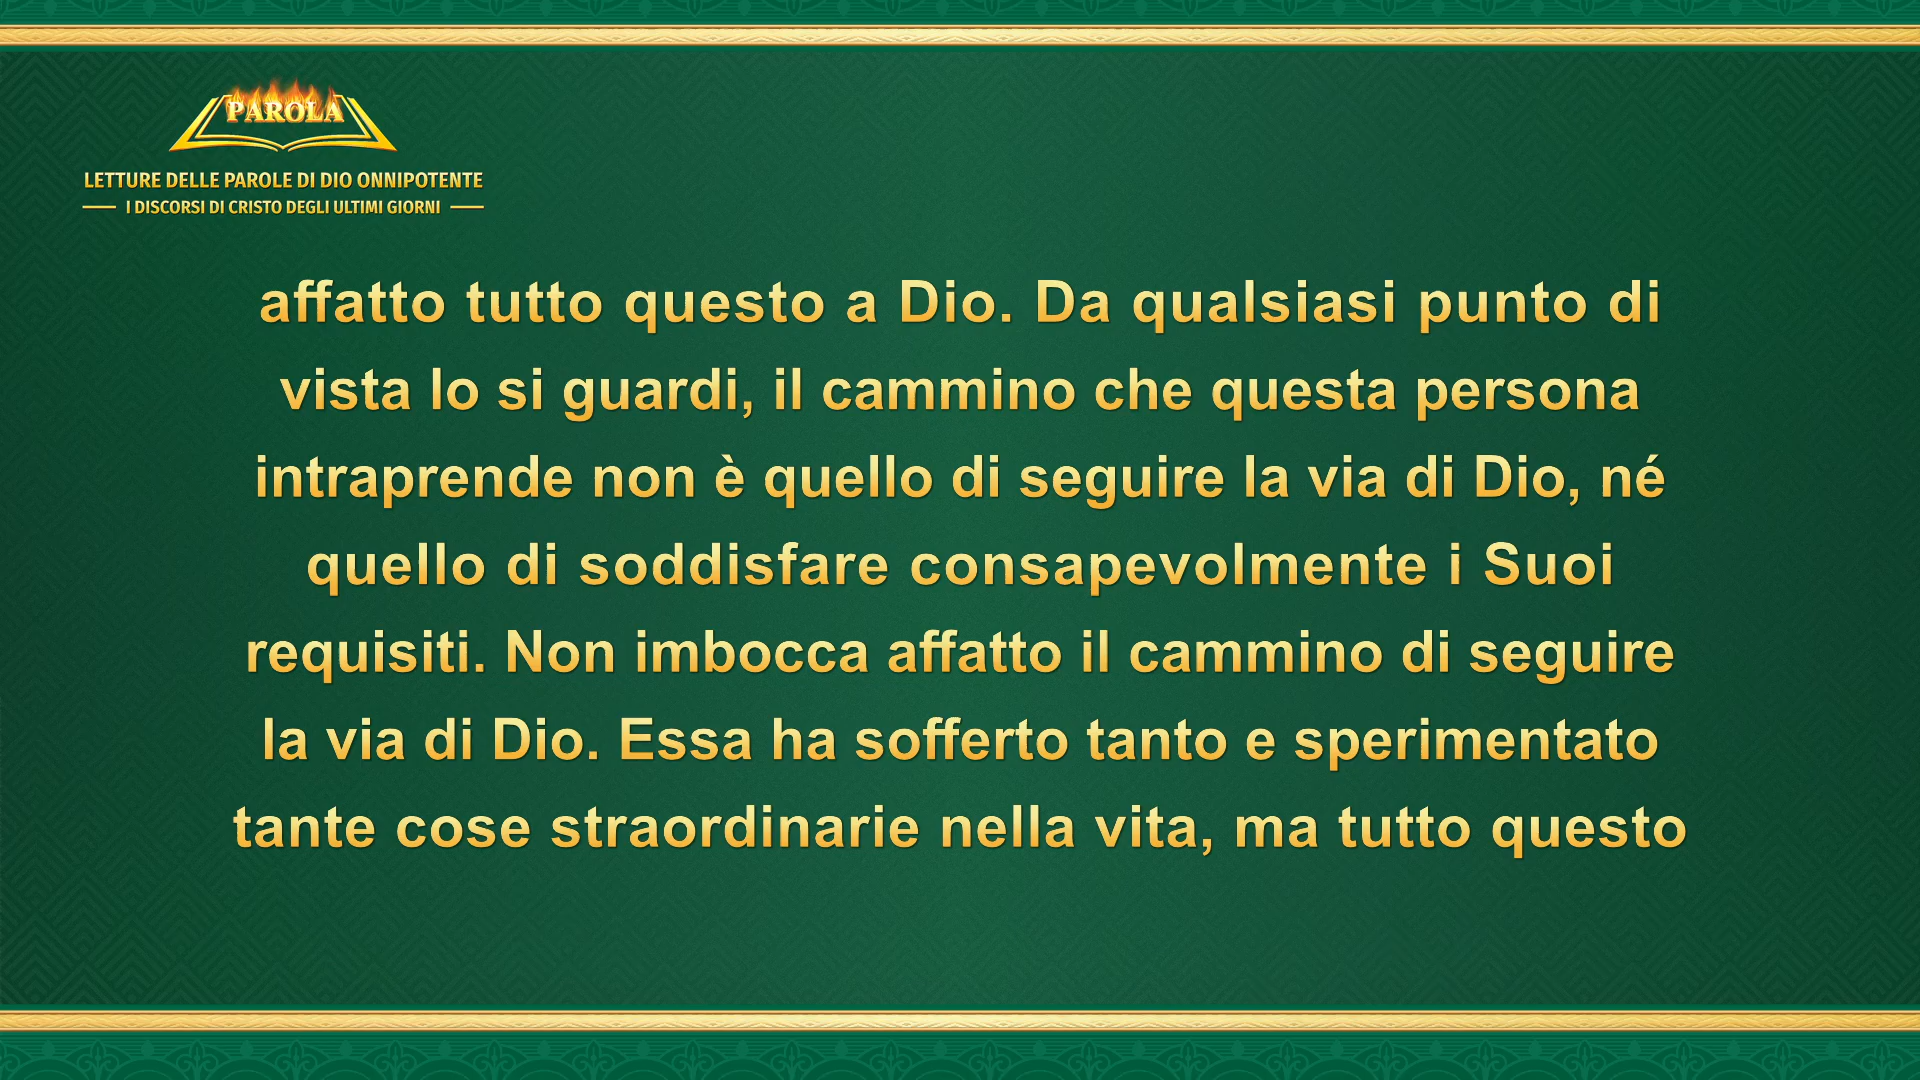 PAROLA
LETTURE DELLE PAROLE DI DIO ONNIPOTENTE
I DISCORSI DI CRISTO DEGLI ULTIMI GIORNI
affatto tutto questo a Dio. Da qualsiasi punto di
vista lo si guardi, il cammino che questa persona
intraprende non è quello di seguire la via di Dio, né
quello di soddisfare consapevolmente i Suoi
requisiti. Non imbocca affatto il cammino di seguire
la via di Dio. Essa ha sofferto tanto e sperimentato
tante cose straordinarie nella vita, ma tutto questo